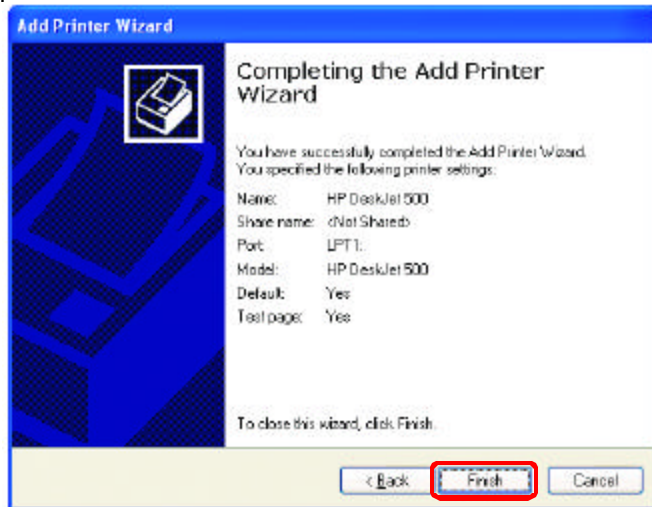 Add Printer Wizard
Completing the Add Printer
Wizard
You have successfully completed the Add Printer Wizard.
You specified the following printer settings:
Name: HP DeskJet 500
Share name: <Not Shared>
Port: LPT1:
Model: HP DeskJet 500
Default: Yes
Test page: Yes
To close this wizard, click Finish.
< Back Finish Cancel